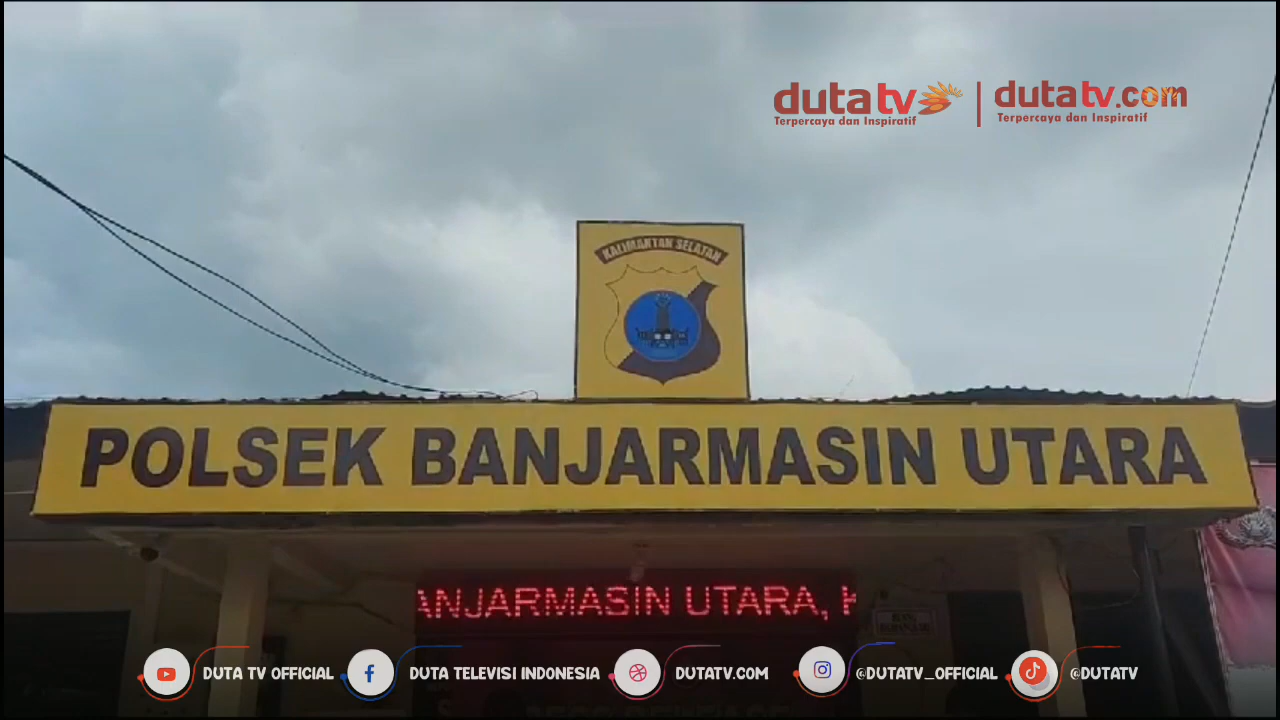 dutatv
Terpercaya dan Inspiratif
dutatv.com
Terpercaya dan Inspiratif
KALIMANTAN SELATAN
POLSEK BANJARMASIN UTARA
ANJARMASIN UTARA,
DUTA TV OFFICIAL
DUTA TELEVISI INDONESIA
DUTATV.COM
@DUTATV_OFFICIAL
@DUTATV